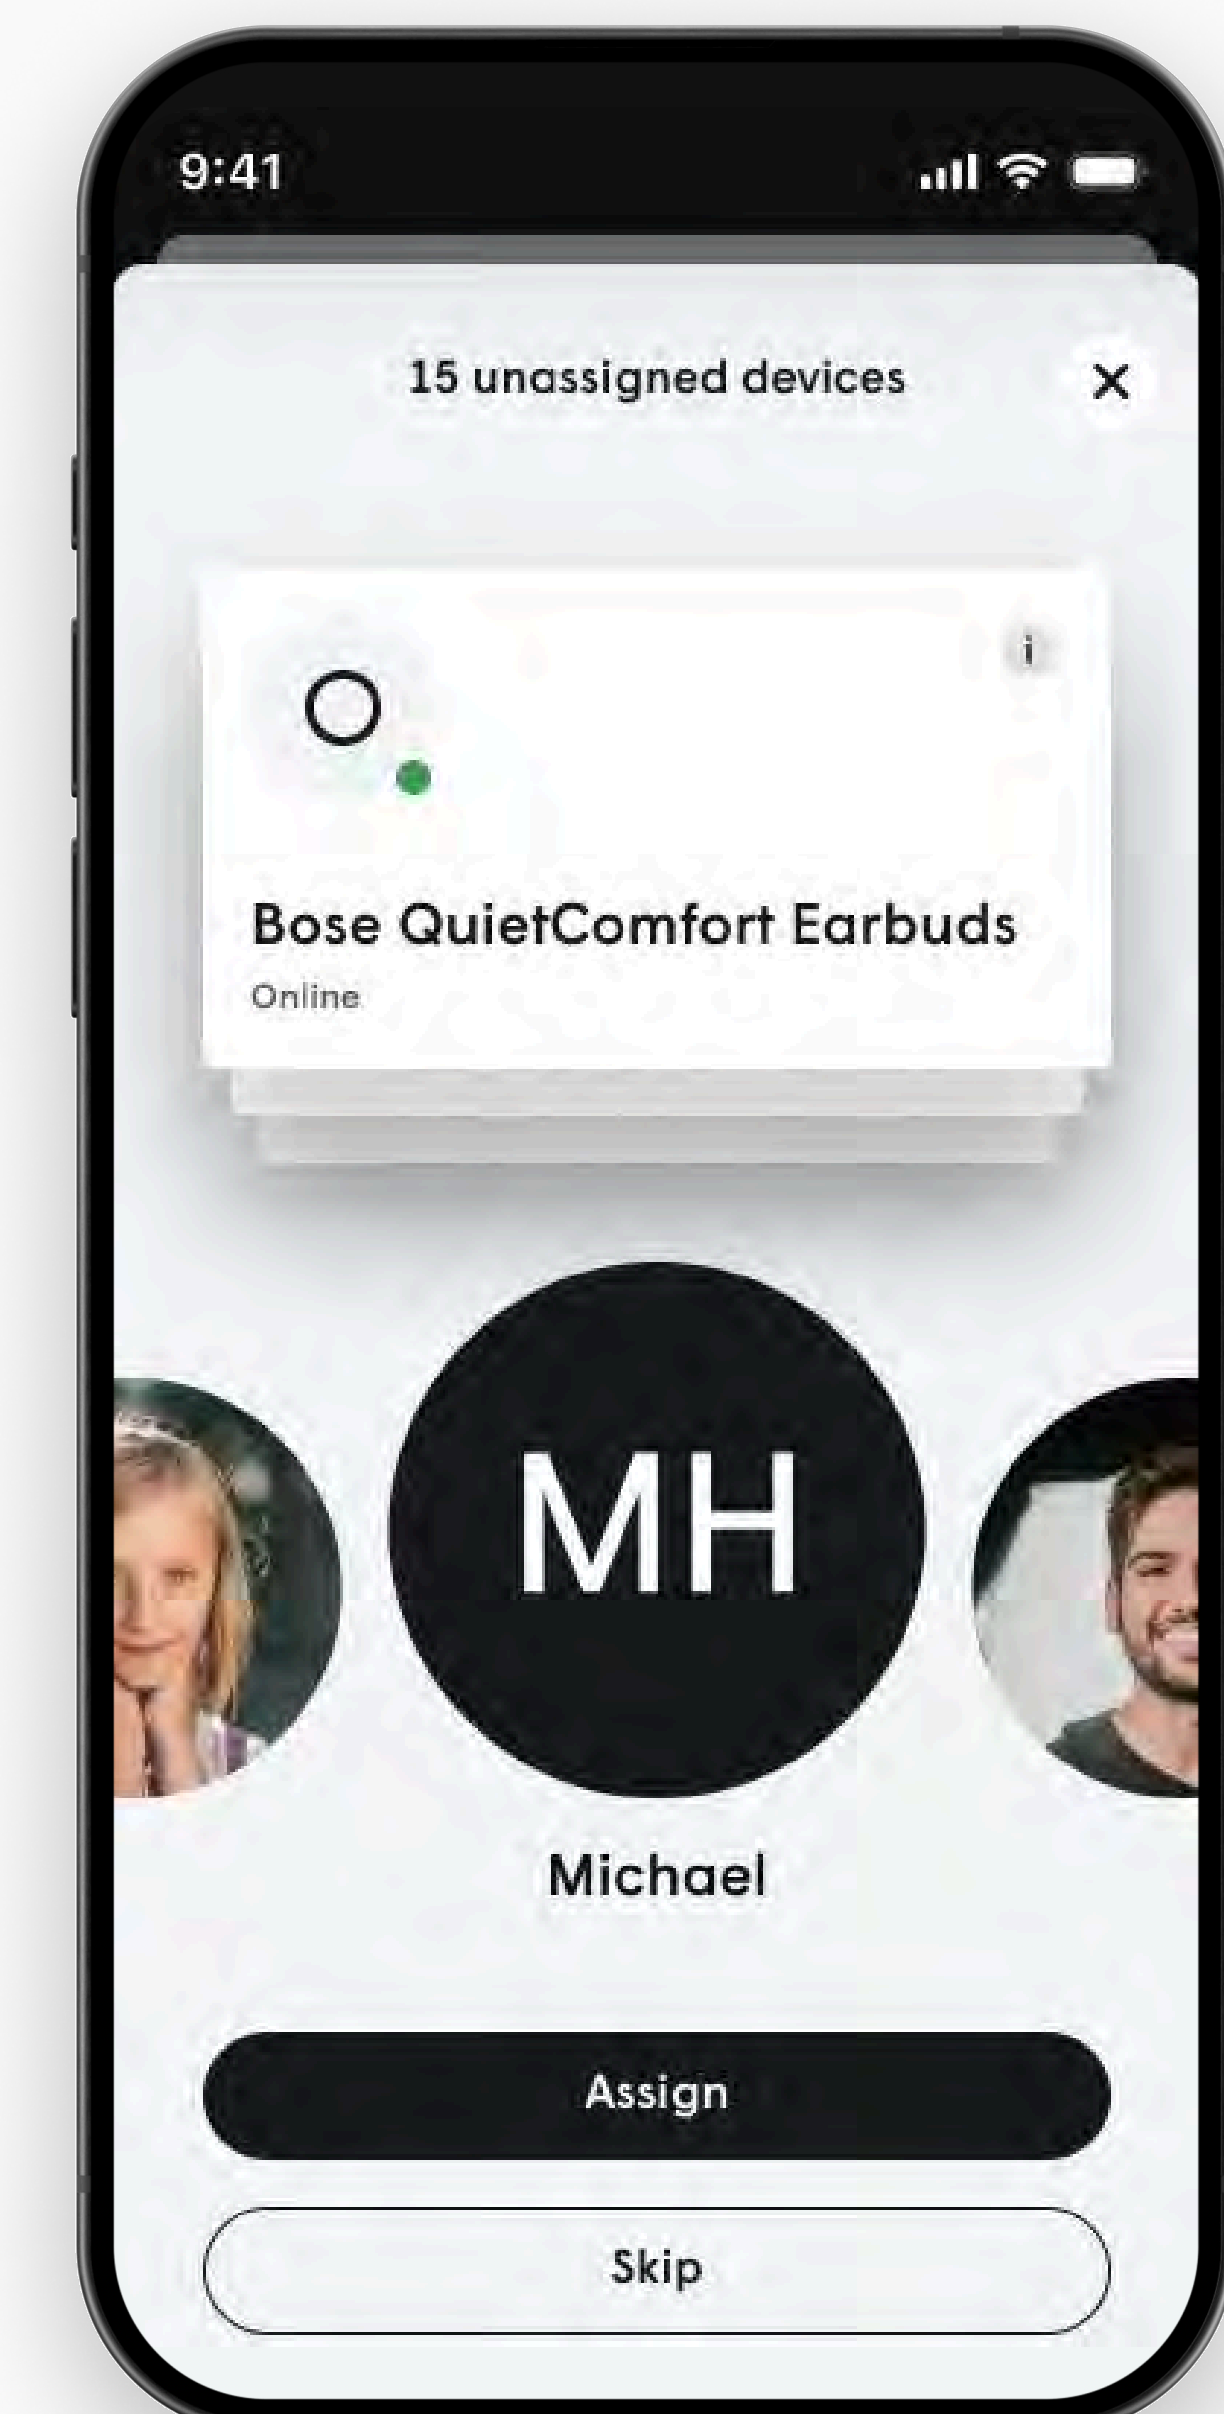 9:41
15 unassigned devices
i
Bose QuietComfort Earbuds
Online
MH
Michael
Assign
Skip